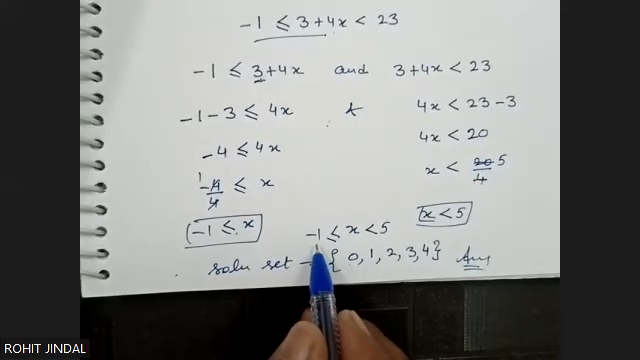 -1 ≤ 3+4x < 23
-1 ≤ 3+4x and 3+4x < 23
-1-3 ≤ 4x & 4x < 23-3
-4 ≤ 4x 4x < 20
1 -4/4 ≤ x x < 20/4 5
-1 ≤ x x < 5
-1 ≤ x < 5
soln set - { 0, 1, 2, 3, 4} Ans
ROHIT JINDAL